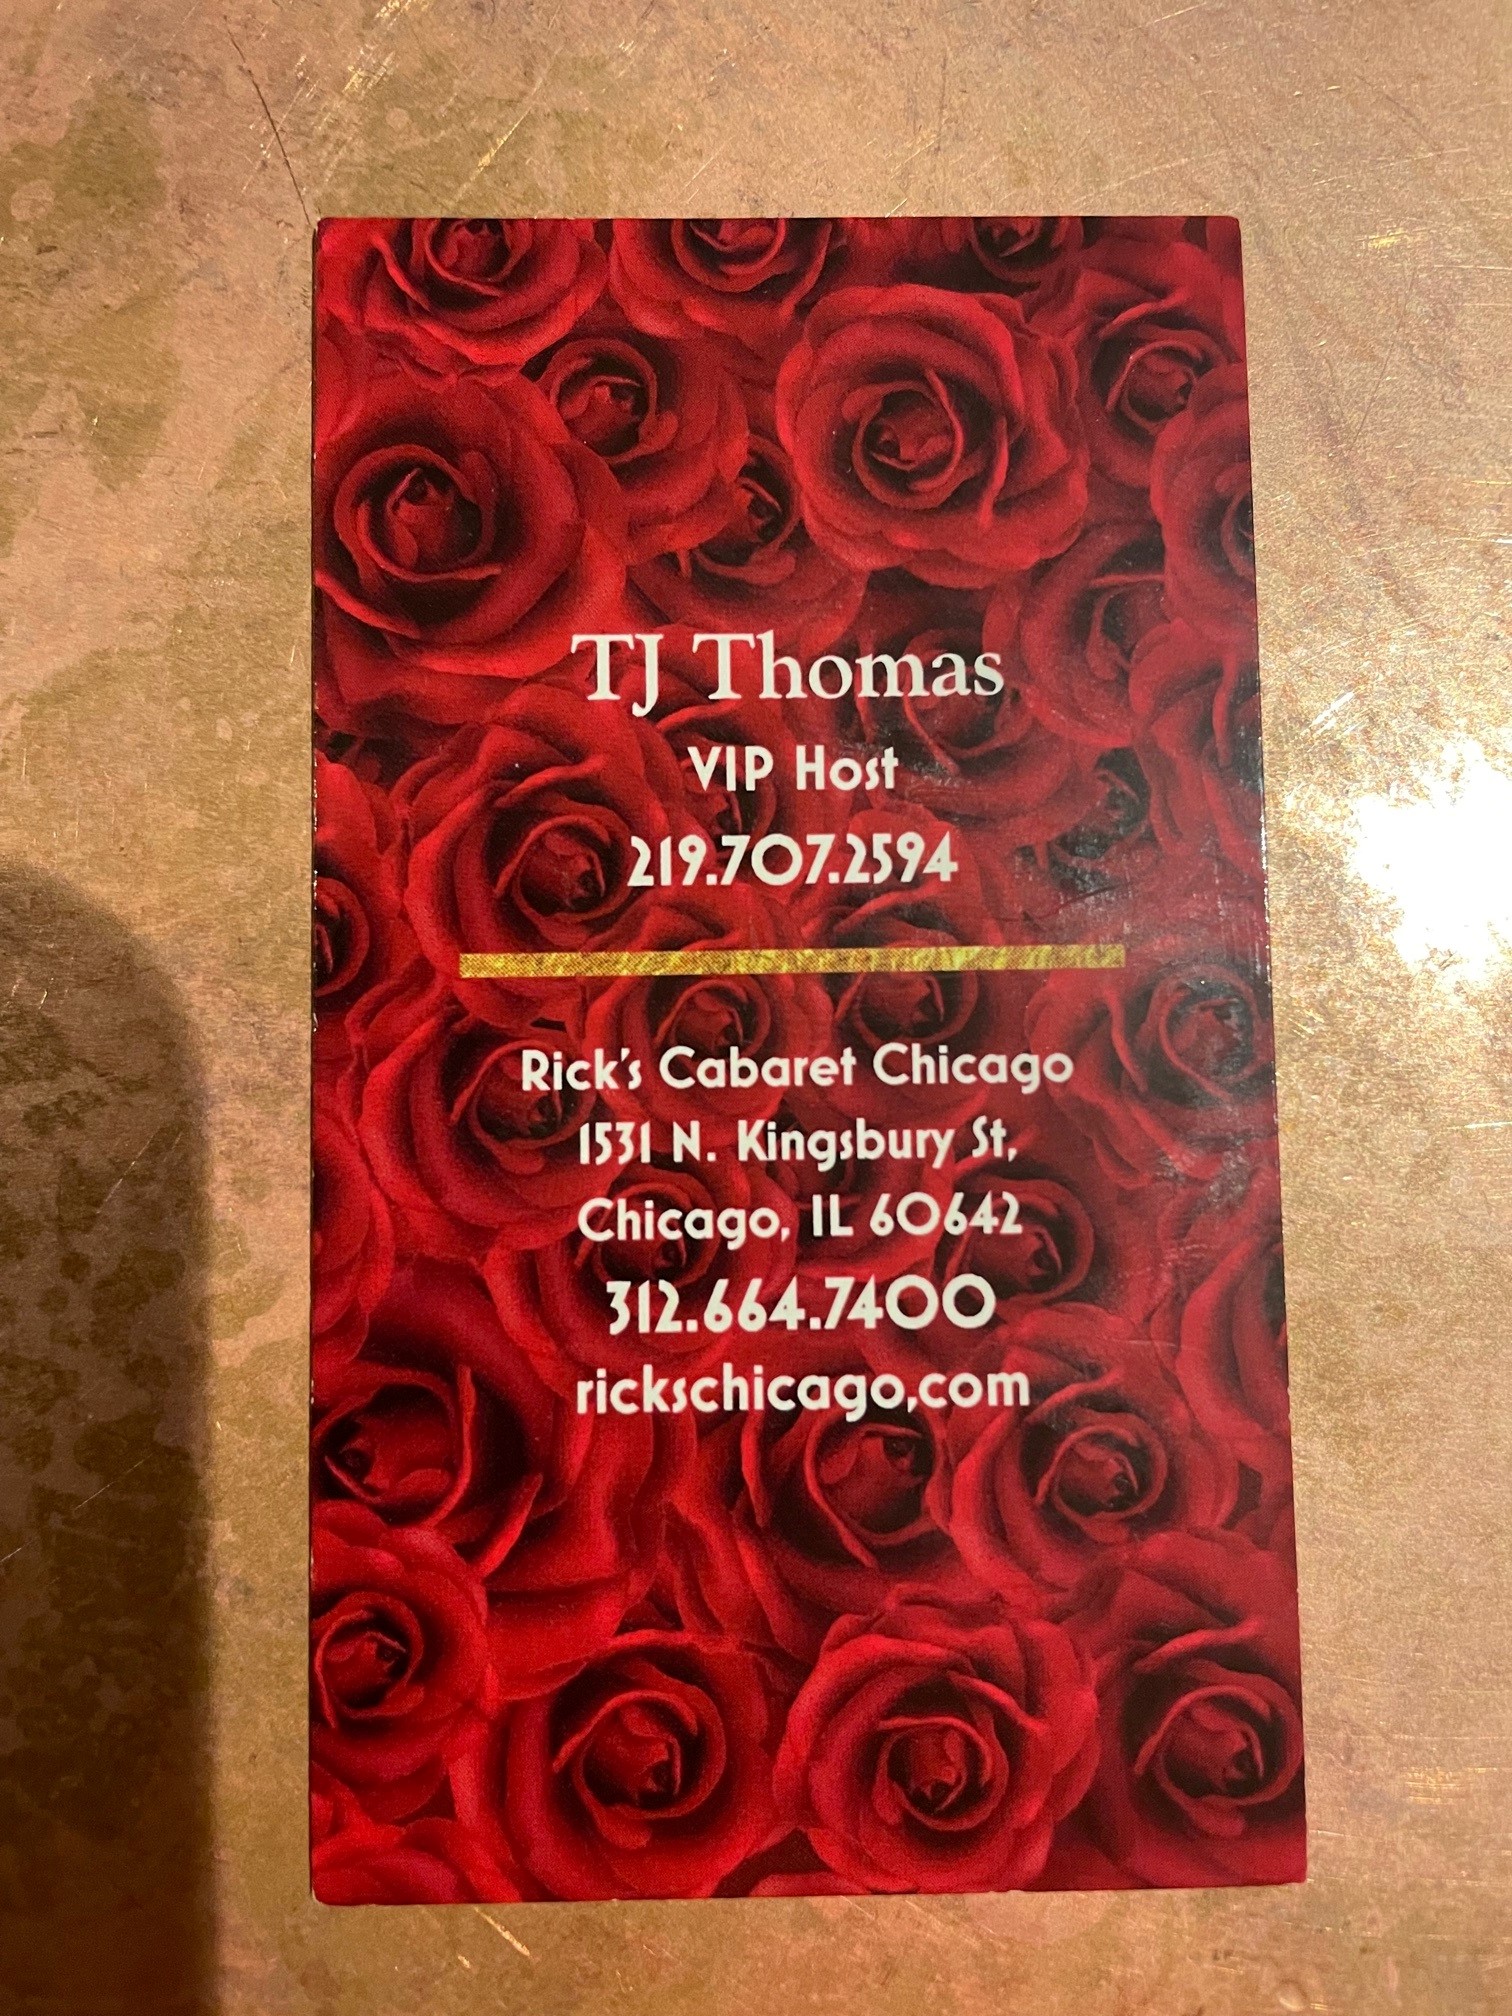 TJ Thomas
VIP Host
219.707.2594
Rick's Cabaret Chicago
1531 N. Kingsbury St,
Chicago, IL 60642
312.664.7400
rickschicago,com